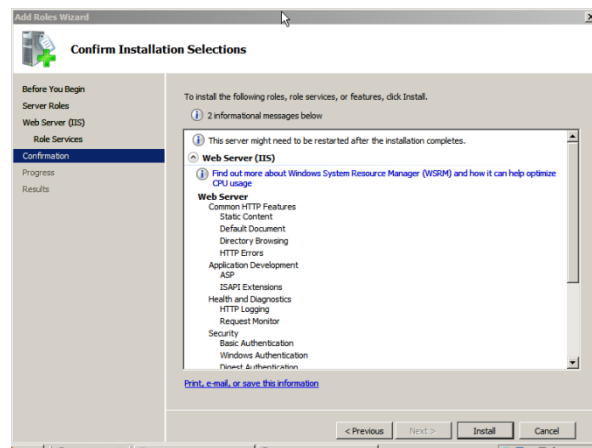 Add Roles Wizard
Confirm Installation Selections
Before You Begin
Server Roles
Web Server (IIS)
Role Services
Confirmation
Progress
Results
To install the following roles, role services, or features, click Install.
2 informational messages below
This server might need to be restarted after the installation completes.
Web Server (IIS)
Find out more about Windows System Resource Manager (WSRM) and how it can help optimize
CPU usage
Web Server
Common HTTP Features
Static Content
Default Document
Directory Browsing
HTTP Errors
Application Development
ASP
ISAPI Extensions
Health and Diagnostics
HTTP Logging
Request Monitor
Security
Basic Authentication
Windows Authentication
Digest Authentication
Print, e-mail, or save this information
< Previous
Next >
Install
Cancel